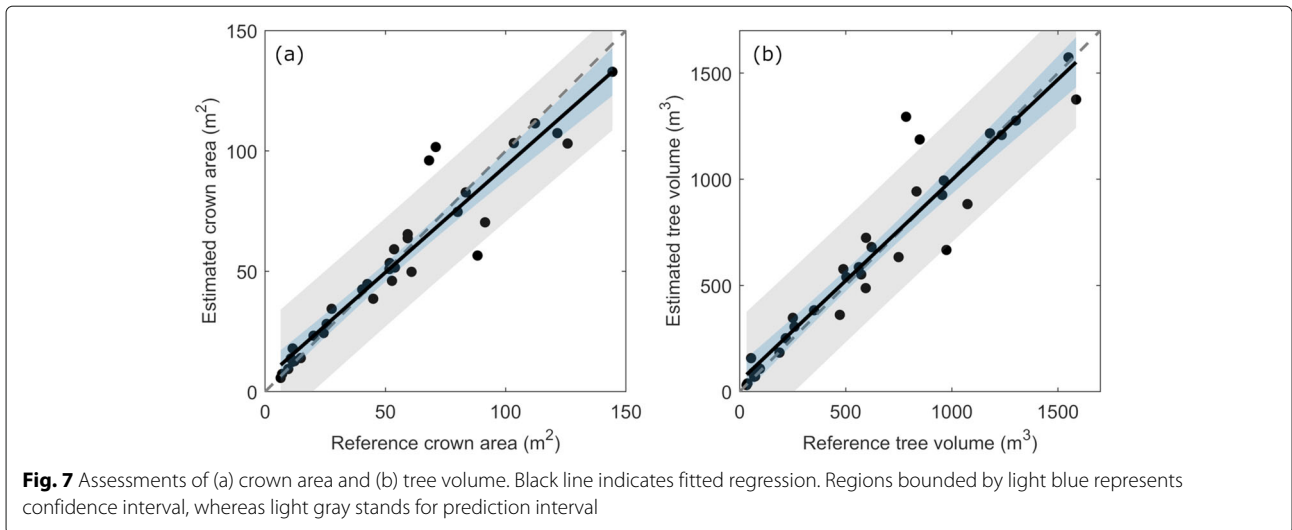 (a)
150
100
50
0
Estimated crown area (m²)
0 50 100 150
Reference crown area (m²)
(b)
1500
1000
500
0
Estimated tree volume (m³)
0 500 1000 1500
Reference tree volume (m³)
Fig. 7 Assessments of (a) crown area and (b) tree volume. Black line indicates fitted regression. Regions bounded by light blue represents
confidence interval, whereas light gray stands for prediction interval